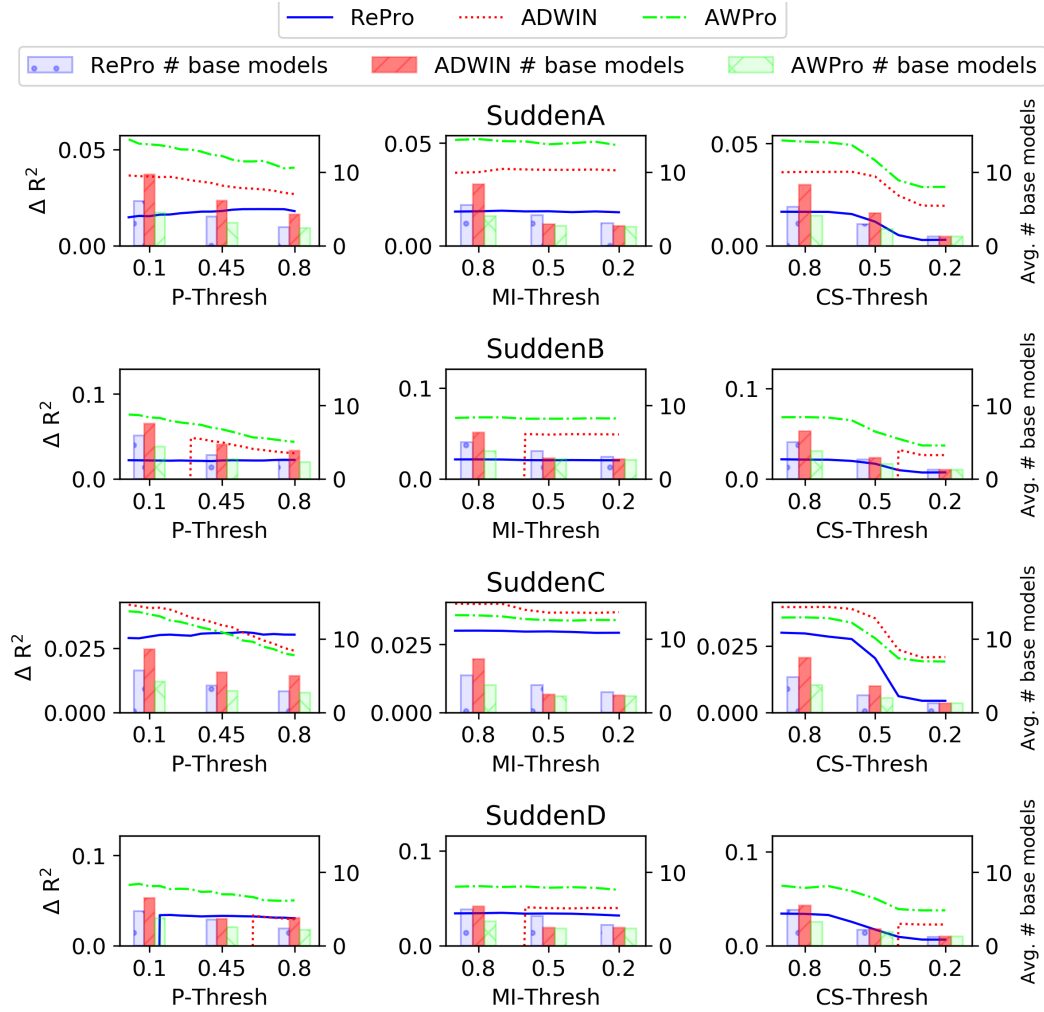 RePro ADWIN AWPro
RePro # base models ADWIN # base models AWPro # base models
SuddenA
Δ R²
0.05
0.00
10
0
0.1 0.45 0.8
P-Thresh
0.05
0.00
10
0
0.8 0.5 0.2
MI-Thresh
0.05
0.00
10
0
0.8 0.5 0.2
CS-Thresh
Avg. # base models
SuddenB
Δ R²
0.1
0.0
10
0
0.1 0.45 0.8
P-Thresh
0.1
0.0
10
0
0.8 0.5 0.2
MI-Thresh
0.1
0.0
10
0
0.8 0.5 0.2
CS-Thresh
Avg. # base models
SuddenC
Δ R²
0.025
0.000
10
0
0.1 0.45 0.8
P-Thresh
0.025
0.000
10
0
0.8 0.5 0.2
MI-Thresh
0.025
0.000
10
0
0.8 0.5 0.2
CS-Thresh
Avg. # base models
SuddenD
Δ R²
0.1
0.0
10
0
0.1 0.45 0.8
P-Thresh
0.1
0.0
10
0
0.8 0.5 0.2
MI-Thresh
0.1
0.0
10
0
0.8 0.5 0.2
CS-Thresh
Avg. # base models